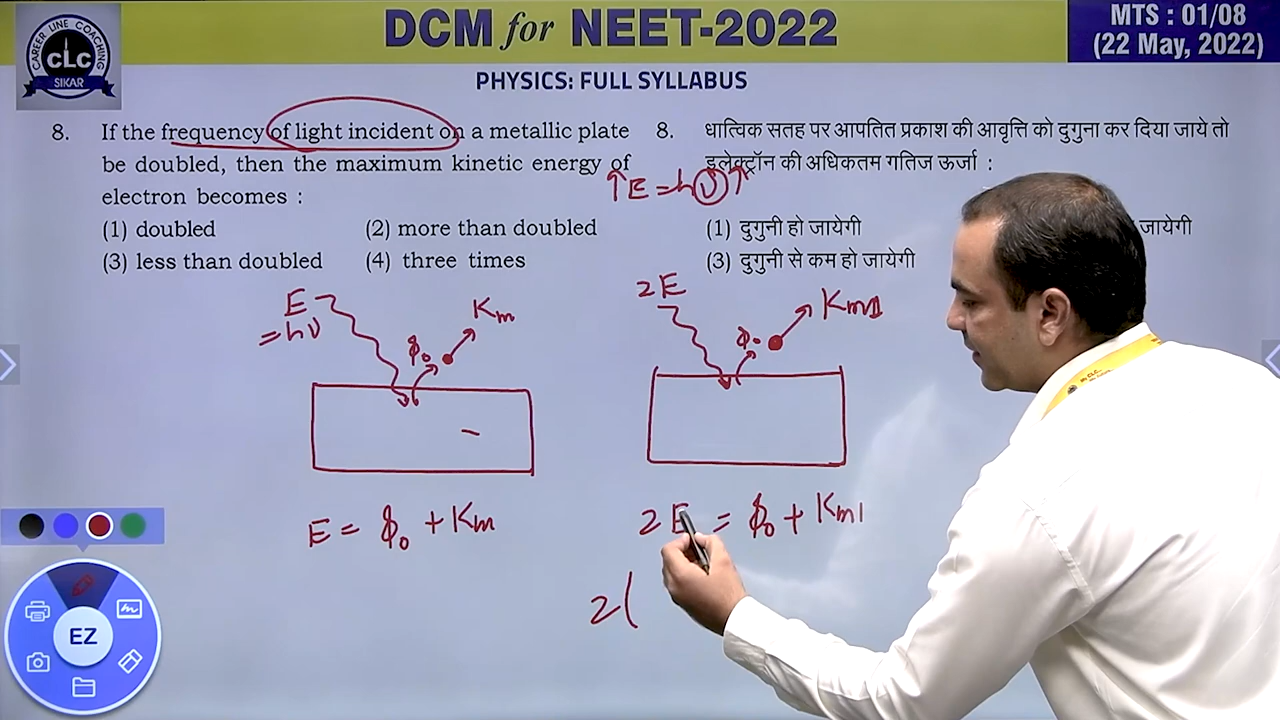 CAREER LINE COACHING
CLC
SIKAR
DCM for NEET-2022
MTS : 01/08
(22 May, 2022)
PHYSICS: FULL SYLLABUS
8. If the frequency of light incident on a metallic plate
be doubled, then the maximum kinetic energy of
electron becomes :
(1) doubled (2) more than doubled
(3) less than doubled (4) three times
8. धात्विक सतह पर आपतित प्रकाश की आवृत्ति को दुगुना कर दिया जाये तो
इलेक्ट्रॉन की अधिकतम गतिज ऊर्जा :
(1) दुगुनी हो जायेगी जायेगी
(3) दुगुनी से कम हो जायेगी
↑E = hν↑
E
= hν
ϕ₀
Km
2E
ϕ₀
E = ϕ₀ + Km
2E = ϕ₀ + Km1
2(
EZ